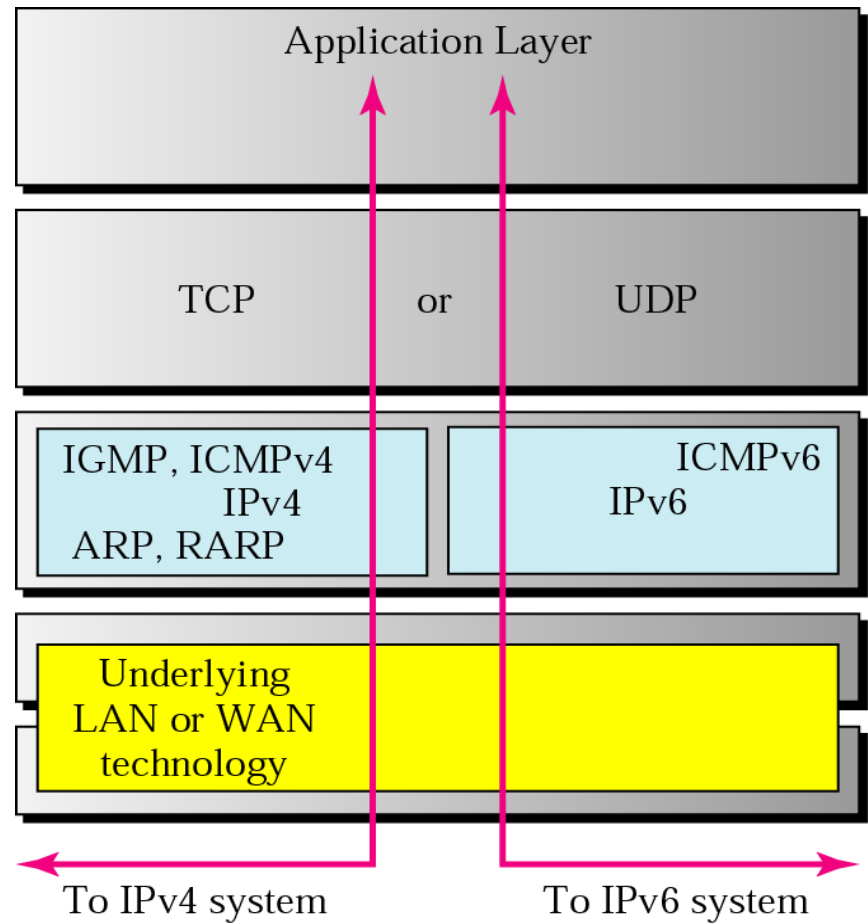 Application Layer
TCP or UDP
IGMP, ICMPv4
IPv4
ARP, RARP
ICMPv6
IPv6
Underlying
LAN or WAN
technology
To IPv4 system
To IPv6 system